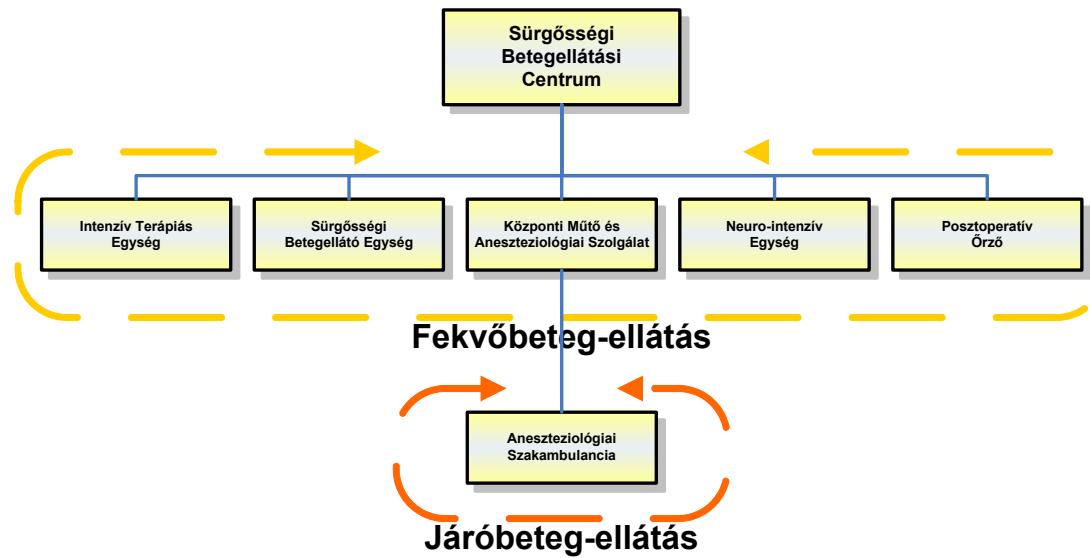 Sürgősségi
Betegellátási
Centrum
Intenzív Terápiás
Egység
Sürgősségi
Betegellátó Egység
Központi Műtő és
Aneszteziológiai Szolgálat
Neuro-intenzív
Egység
Posztoperatív
Őrző
Fekvőbeteg-ellátás
Aneszteziológiai
Szakambulancia
Járóbeteg-ellátás